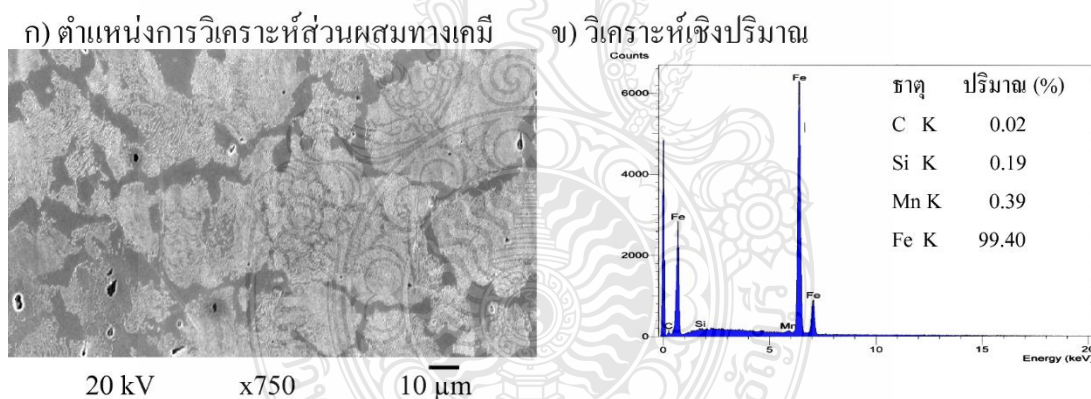 ก) ตำแหน่งการวิเคราะห์ส่วนผสมทางเคมี
ข) วิเคราะห์เชิงปริมาณ
Counts
6000
4000
2000
0
Fe
Fe
Fe
C
Si
Mn
0
5
10
15
20
Energy (keV)
ธาตุ ปริมาณ (%)
C K 0.02
Si K 0.19
Mn K 0.39
Fe K 99.40
20 kV x750 10 µm